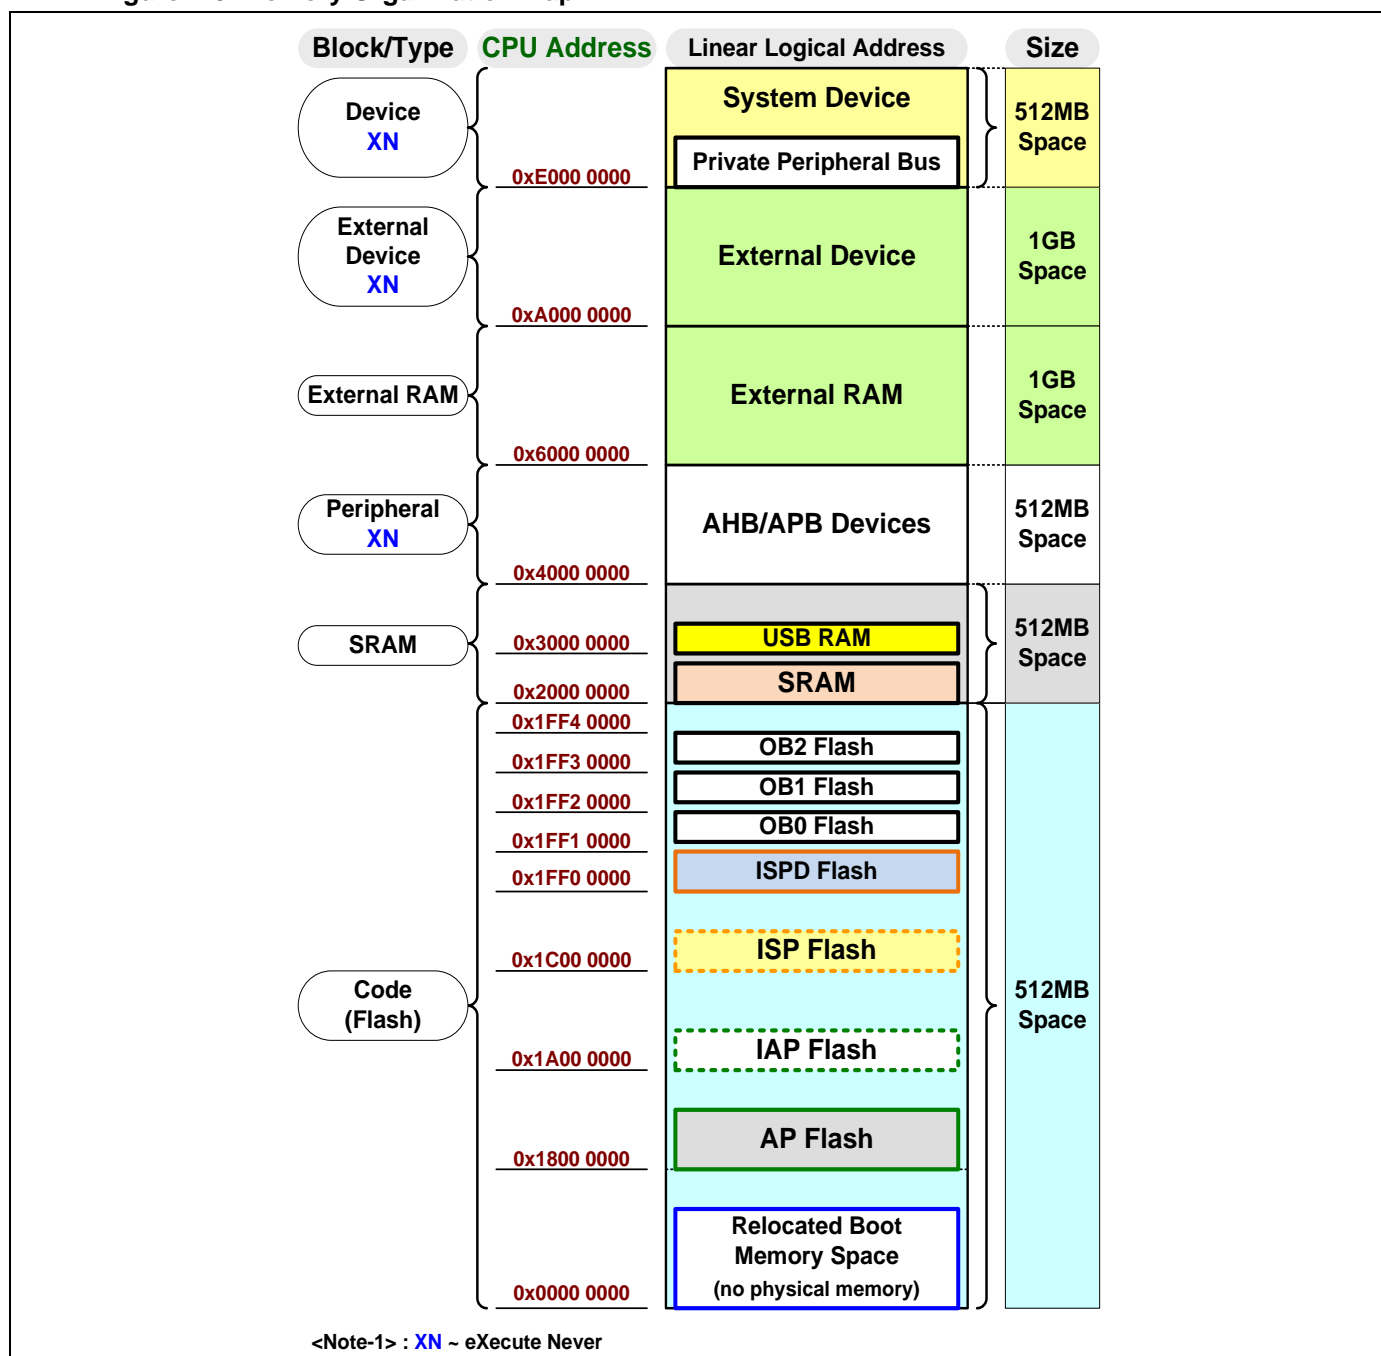 Block/Type CPU Address Linear Logical Address Size
Device
XN
System Device
Private Peripheral Bus
512MB
Space
0xE000 0000
External
Device
XN
External Device
1GB
Space
0xA000 0000
External RAM
External RAM
1GB
Space
0x6000 0000
Peripheral
XN
AHB/APB Devices
512MB
Space
0x4000 0000
SRAM
0x3000 0000
USB RAM
512MB
Space
SRAM
0x2000 0000
0x1FF4 0000
OB2 Flash
0x1FF3 0000
OB1 Flash
0x1FF2 0000
OB0 Flash
0x1FF1 0000
ISPD Flash
0x1FF0 0000
ISP Flash
0x1C00 0000
Code
(Flash)
512MB
Space
IAP Flash
0x1A00 0000
AP Flash
0x1800 0000
Relocated Boot
Memory Space
(no physical memory)
0x0000 0000
<Note-1> : XN ~ eXecute Never